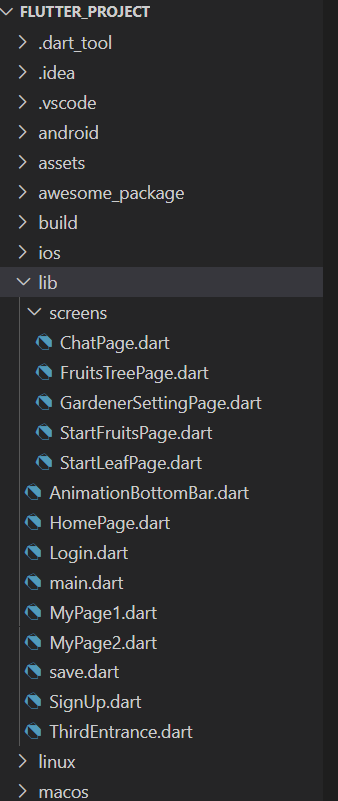 FLUTTER_PROJECT
.dart_tool
.idea
.vscode
android
assets
awesome_package
build
ios
lib
screens
ChatPage.dart
FruitsTreePage.dart
GardenerSettingPage.dart
StartFruitsPage.dart
StartLeafPage.dart
AnimationBottomBar.dart
HomePage.dart
Login.dart
main.dart
MyPage1.dart
MyPage2.dart
save.dart
SignUp.dart
ThirdEntrance.dart
linux
macos